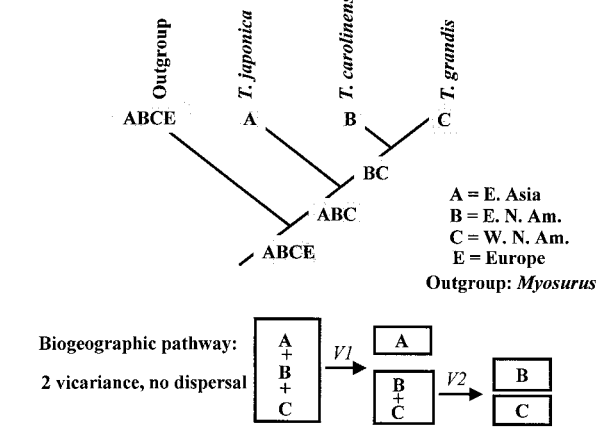 Outgroup
T. japonica
T. carolinens
T. grandis
ABCE
A
B
C
BC
ABC
ABCE
A = E. Asia
B = E. N. Am.
C = W. N. Am.
E = Europe
Outgroup: Myosurus
Biogeographic pathway:
2 vicariance, no dispersal
A
+
B
+
C
V1
A
B
+
C
V2
B
C